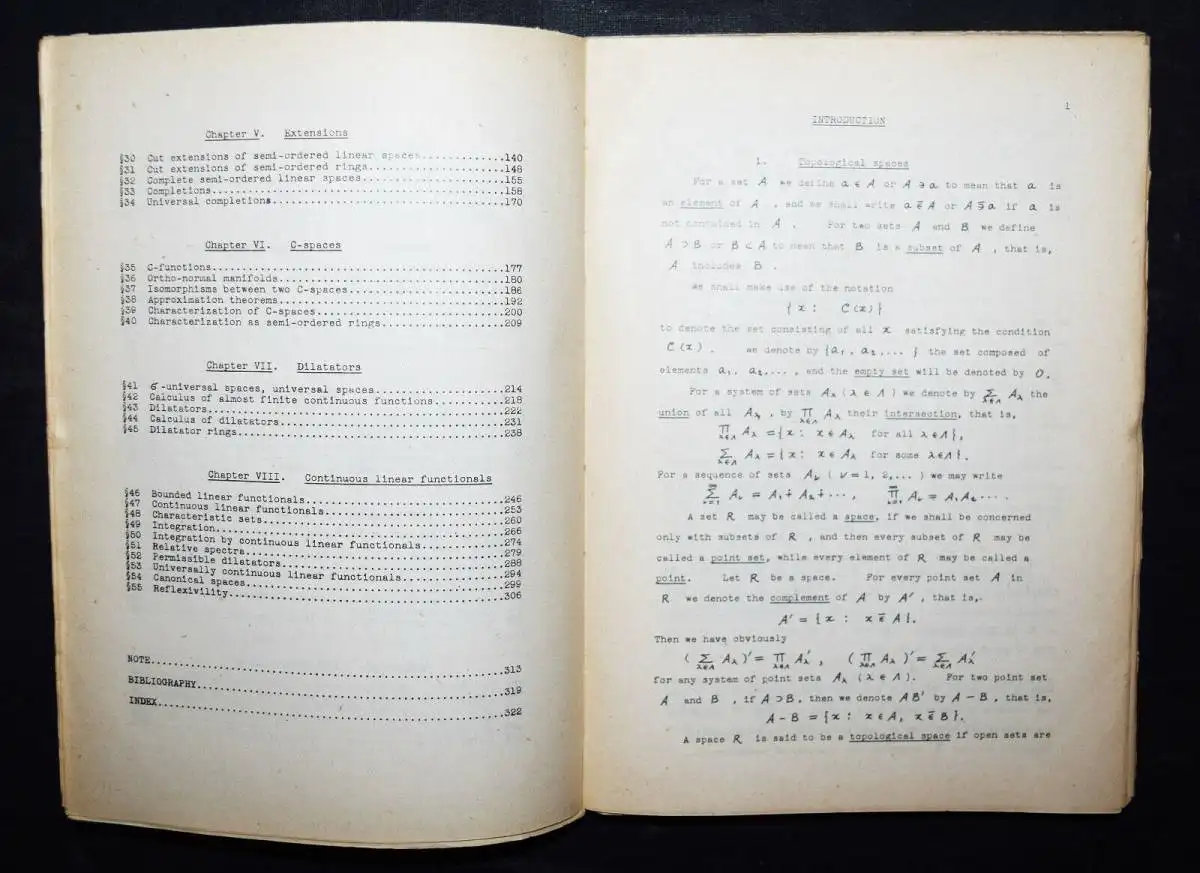 Chapter V. Extensions
§30 Cut extensions of semi-ordered linear spaces.............140
§31 Cut extensions of semi-ordered rings.....................148
§32 Complete semi-ordered linear spaces......................155
§33 Completions..............................................158
§34 Universal completions....................................170
Chapter VI. C-spaces
§35 C-functions..............................................177
§36 Ortho-normal manifolds...................................180
§37 Isomorphisms between two C-spaces........................186
§38 Approximation theorems...................................192
§39 Characterization of C-spaces.............................200
§40 Characterization as semi-ordered rings...................209
Chapter VII. Dilatators
§41 σ-universal spaces, universal spaces.....................214
§42 Calculus of almost finite continuous functions...........218
§43 Dilatators...............................................222
§44 Calculus of dilatators...................................231
§45 Dilatator rings..........................................238
Chapter VIII. Continuous linear functionals
§46 Bounded linear functionals...............................246
§47 Continuous linear functionals............................253
§48 Characteristic sets......................................260
§49 Integration..............................................266
§50 Integration by continuous linear functionals.............274
§51 Relative spectra.........................................279
§52 Permissible dilatators...................................288
§53 Universally continuous linear functionals................294
§54 Canonical spaces.........................................299
§55 Reflexivility............................................306
NOTE.........................................................313
BIBLIOGRAPHY.................................................319
INDEX........................................................322
1
INTRODUCTION
1. Topological spaces
For a set A we define a ∈ A or A ∋ a to mean that a is
an element of A , and we shall write a ∈̄ A or A ∋̄ a if a is
not contained in A . For two sets A and B we define
A ⊃ B or B ⊂ A to mean that B is a subset of A , that is,
A includes B .
We shall make use of the notation
{ x : C (x) }
to denote the set consisting of all x satisfying the condition
C (x) . We denote by { a₁, a₂, ... } the set composed of
elements a₁, a₂, ... , and the empty set will be denoted by O.
For a system of sets A_λ ( λ ∈ Λ ) we denote by Σ_{λ∈Λ} A_λ the
union of all A_λ , by Π_{λ∈Λ} A_λ their intersection, that is,
Π_{λ∈Λ} A_λ = { x : x ∈ A_λ for all λ ∈ Λ },
Σ_{λ∈Λ} A_λ = { x : x ∈ A_λ for some λ ∈ Λ }.
For a sequence of sets A_ν ( ν = 1, 2,... ) we may write
Σ_{ν=1}^∞ A_ν = A₁ + A₂ + ··· , Π_{ν=1}^∞ A_ν = A₁ A₂ ··· .
A set R may be called a space, if we shall be concerned
only with subsets of R , and then every subset of R may be
called a point set, while every element of R may be called a
point. Let R be a space. For every point set A in
R we denote the complement of A by A' , that is,
A' = { x : x ∈̄ A }.
Then we have obviously
( Σ_{λ∈Λ} A_λ )' = Π_{λ∈Λ} A_λ' , ( Π_{λ∈Λ} A_λ )' = Σ_{λ∈Λ} A_λ'
for any system of point sets A_λ ( λ ∈ Λ ). For two point set
A and B , if A ⊃ B, then we denote AB' by A - B, that is,
A - B = { x : x ∈ A, x ∈̄ B }.
A space R is said to be a topological space if open sets are